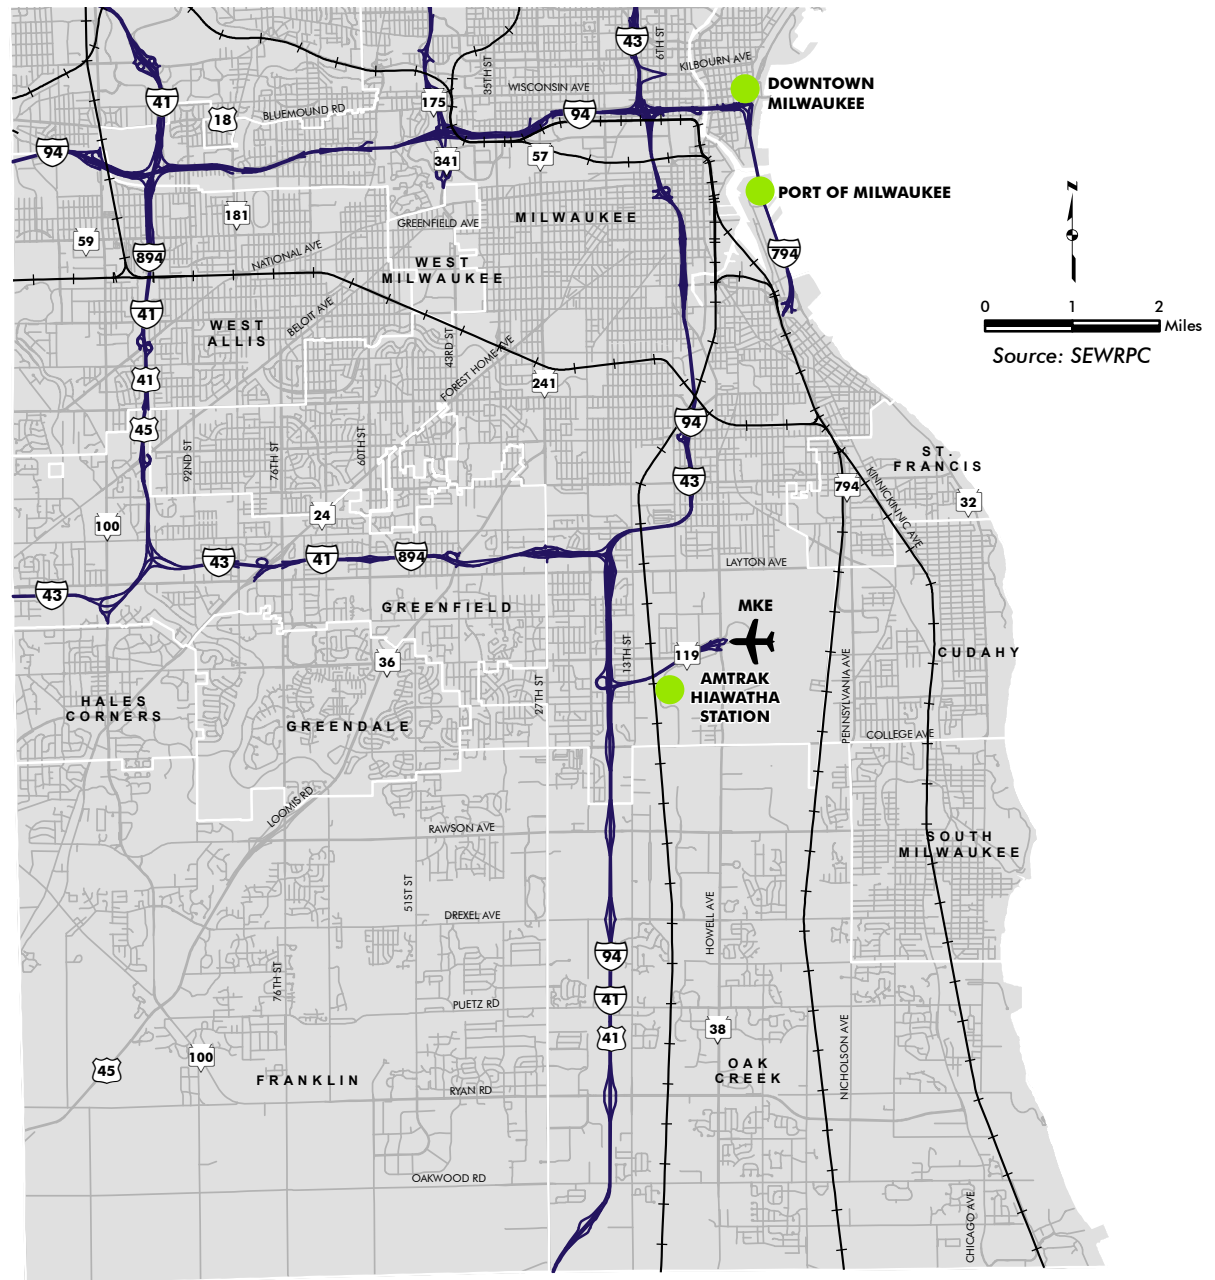 43
6TH ST
KILBOURN AVE
35TH ST
WISCONSIN AVE
DOWNTOWN
MILWAUKEE
41
18
BLUEMOUND RD
175
94
94
341
57
PORT OF MILWAUKEE
N
181
GREENFIELD AVE
MILWAUKEE
59
894
NATIONAL AVE
WEST
MILWAUKEE
794
41
WEST
ALLIS
BELOIT AVE
43RD ST
FOREST HOME AVE
0 1 2
Miles
Source: SEWRPC
41
241
45
94
92ND ST
76TH ST
60TH ST
ST.
FRANCIS
43
794
KINNICKINNIC AVE
32
100
24
43
41
894
LAYTON AVE
43
GREENFIELD
MKE
13TH ST
119
36
CUDAHY
AMTRAK
HIAWATHA
STATION
27TH ST
PENNSYLVANIA AVE
HALES
CORNERS
GREENDALE
COLLEGE AVE
LOOMIS RD
RAWSON AVE
SOUTH
MILWAUKEE
51ST ST
DREXEL AVE
HOWELL AVE
94
76TH ST
PUETZ RD
41
41
38
NICHOLSON AVE
45
100
FRANKLIN
OAK
CREEK
RYAN RD
OAKWOOD RD
CHICAGO AVE